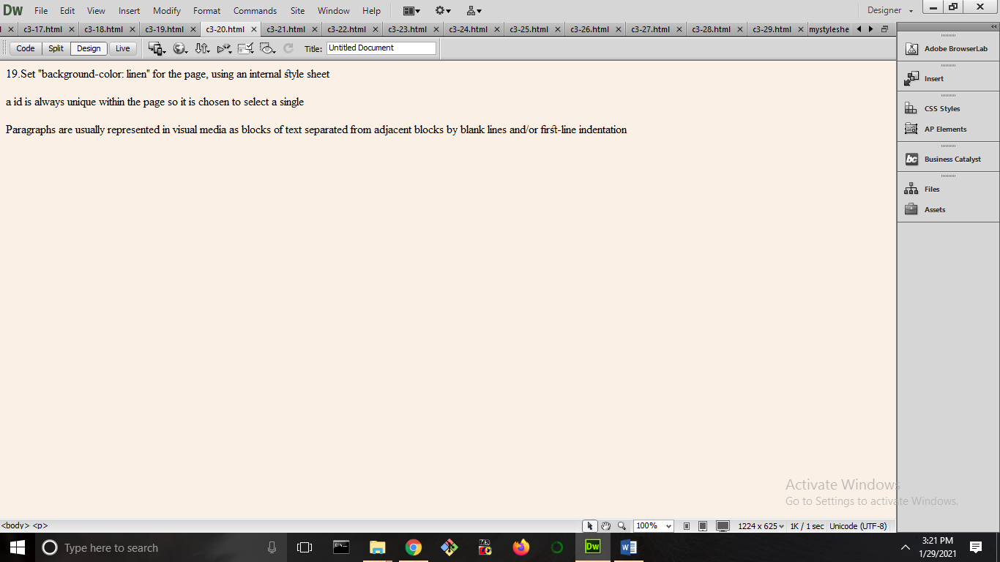 Dw File Edit View Insert Modify Format Commands Site Window Help Designer
c3-17.html c3-18.html c3-19.html c3-20.html c3-21.html c3-22.html c3-23.html c3-24.html c3-25.html c3-26.html c3-27.html c3-28.html c3-29.html mystyleshe
Code Split Design Live Title: Untitled Document
19.Set "background-color: linen" for the page, using an internal style sheet
a id is always unique within the page so it is chosen to select a single
Paragraphs are usually represented in visual media as blocks of text separated from adjacent blocks by blank lines and/or first-line indentation
Adobe BrowserLab
Insert
CSS Styles
AP Elements
bc Business Catalyst
Files
Assets
Activate Windows
Go to Settings to activate Windows.
<body> <p> 100% 1224 x 625 1K / 1 sec Unicode (UTF-8)
Type here to search Dw 3:21 PM
1/29/2021